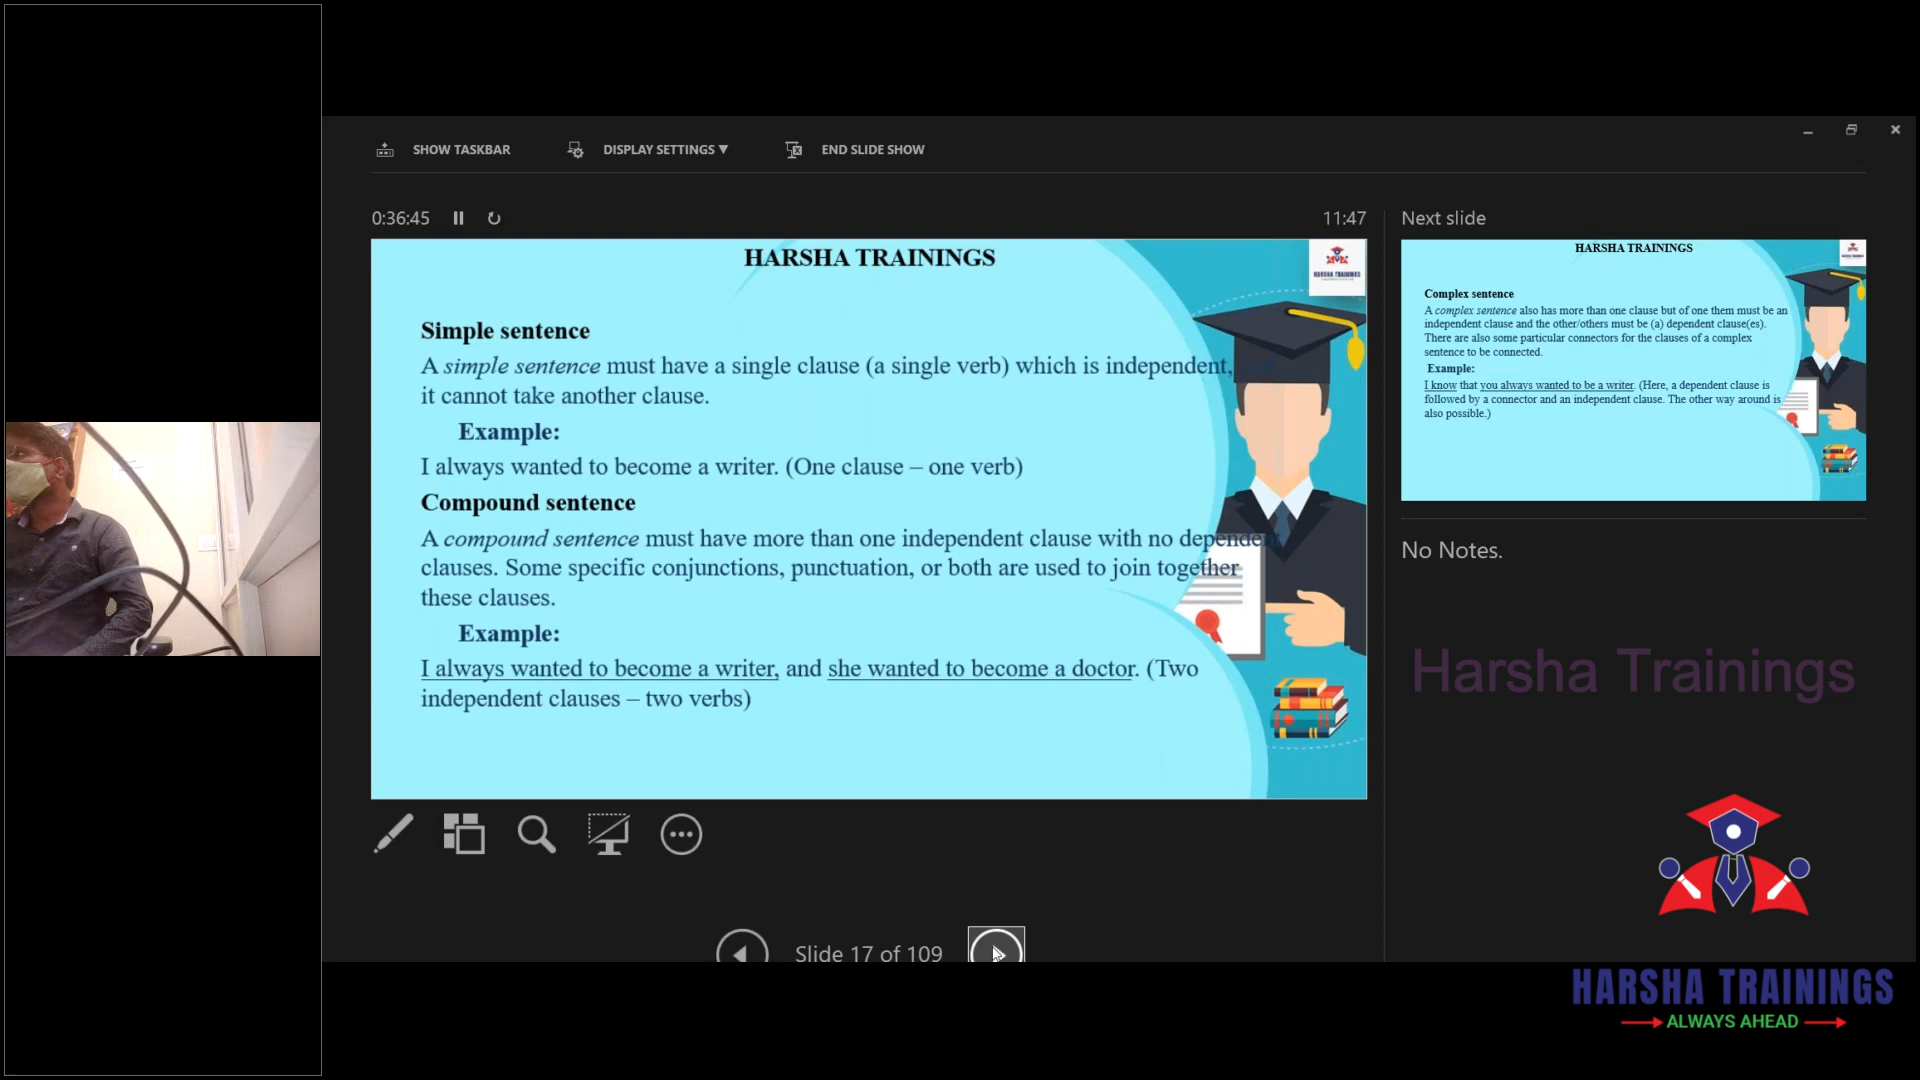 SHOW TASKBAR
DISPLAY SETTINGS ▼
END SLIDE SHOW
0:36:45
11:47
HARSHA TRAININGS
HARSHA TRAININGS
Simple sentence
A simple sentence must have a single clause (a single verb) which is independent,
it cannot take another clause.
Example:
I always wanted to become a writer. (One clause – one verb)
Compound sentence
A compound sentence must have more than one independent clause with no dependent
clauses. Some specific conjunctions, punctuation, or both are used to join together
these clauses.
Example:
I always wanted to become a writer, and she wanted to become a doctor. (Two
independent clauses – two verbs)
Slide 17 of 109
Next slide
HARSHA TRAININGS
Complex sentence
A complex sentence also has more than one clause but of one them must be an
independent clause and the other/others must be (a) dependent clause(es).
There are also some particular connectors for the clauses of a complex
sentence to be connected.
Example:
I know that you always wanted to be a writer. (Here, a dependent clause is
followed by a connector and an independent clause. The other way around is
also possible.)
No Notes.
Harsha Trainings
HARSHA TRAININGS
ALWAYS AHEAD